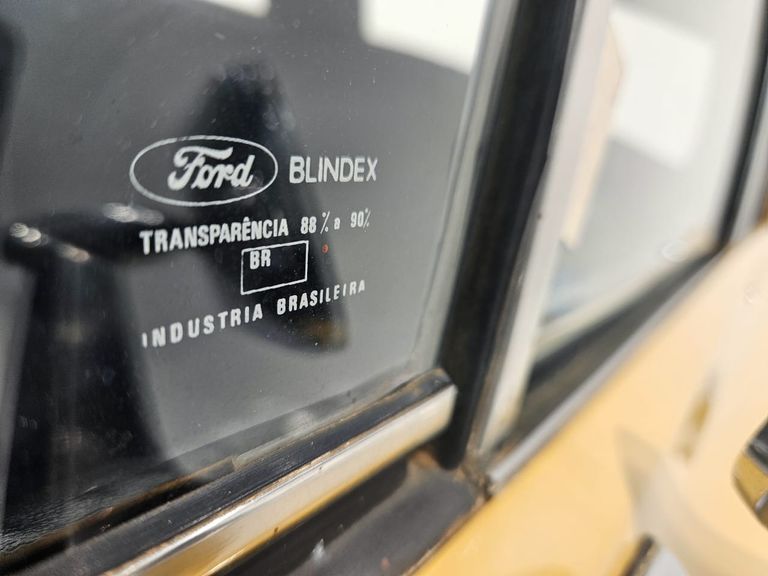 Ford BLINDEX
TRANSPARÊNCIA 88% a 90%
BR
INDUSTRIA BRASILEIRA